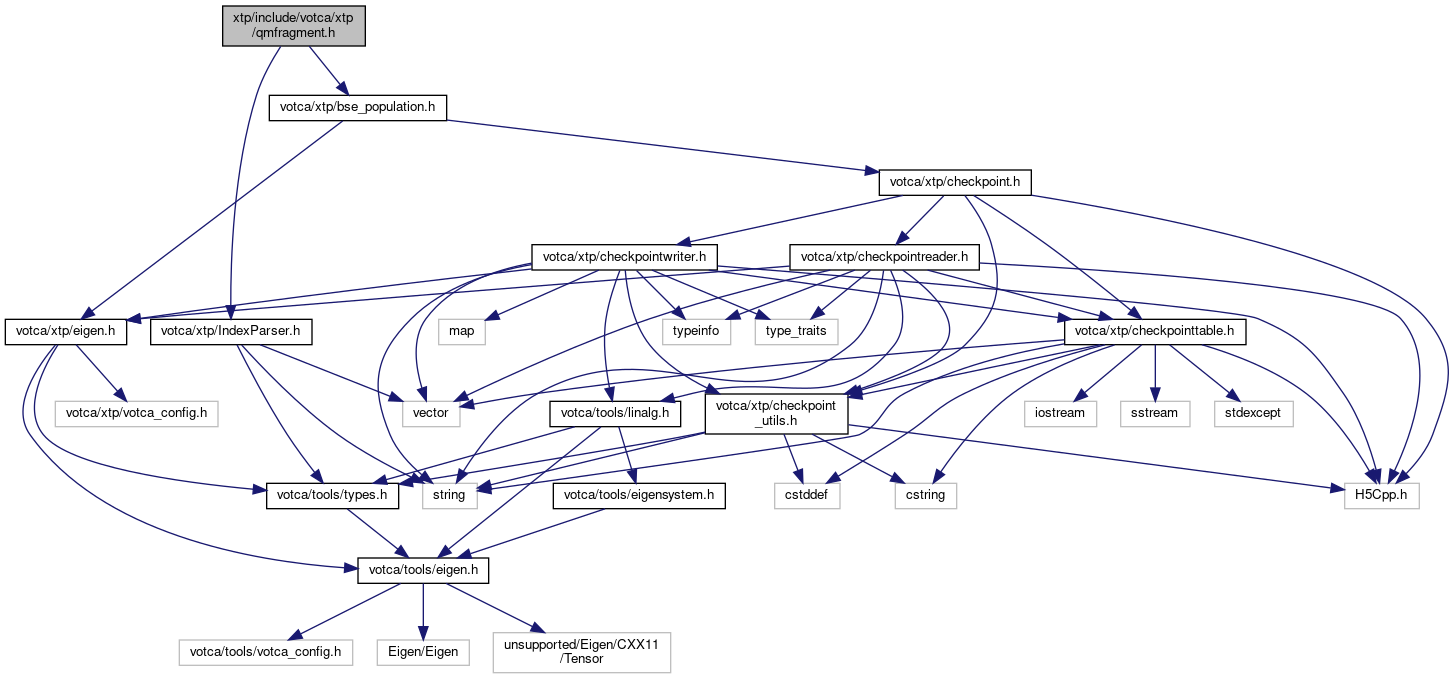 xtp/include/votca/xtp
/qmfragment.h
votca/xtp/bse_population.h
votca/xtp/checkpoint.h
votca/xtp/checkpointwriter.h
votca/xtp/checkpointreader.h
votca/xtp/eigen.h
votca/xtp/IndexParser.h
map
typeinfo
type_traits
votca/xtp/checkpointtable.h
votca/xtp/votca_config.h
vector
votca/tools/linalg.h
votca/xtp/checkpoint
_utils.h
iostream
sstream
stdexcept
votca/tools/types.h
string
votca/tools/eigensystem.h
cstddef
cstring
H5Cpp.h
votca/tools/eigen.h
votca/tools/votca_config.h
Eigen/Eigen
unsupported/Eigen/CXX11
/Tensor